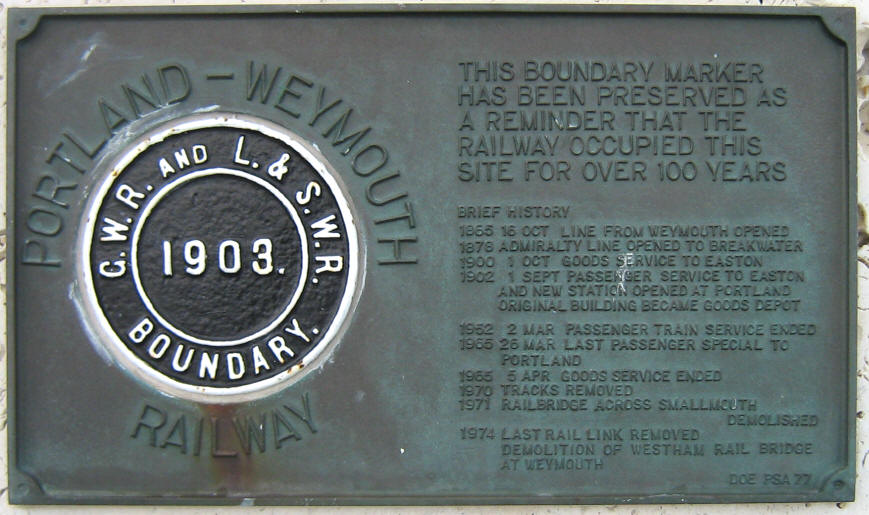 PORTLAND - WEYMOUTH
RAILWAY
G.W.R. AND L. & S.W.R.
1903.
BOUNDARY.
THIS BOUNDARY MARKER
HAS BEEN PRESERVED AS
A REMINDER THAT THE
RAILWAY OCCUPIED THIS
SITE FOR OVER 100 YEARS
BRIEF HISTORY
1865 16 OCT LINE FROM WEYMOUTH OPENED
1878 ADMIRALTY LINE OPENED TO BREAKWATER
1900 1 OCT GOODS SERVICE TO EASTON
1902 1 SEPT PASSENGER SERVICE TO EASTON
AND NEW STATION OPENED AT PORTLAND
ORIGINAL BUILDING BECAME GOODS DEPOT
1952 2 MAR PASSENGER TRAIN SERVICE ENDED
1965 26 MAR LAST PASSENGER SPECIAL TO
PORTLAND
1965 5 APR GOODS SERVICE ENDED
1970 TRACKS REMOVED
1971 RAILBRIDGE ACROSS SMALLMOUTH
DEMOLISHED
1974 LAST RAIL LINK REMOVED
DEMOLITION OF WESTHAM RAIL BRIDGE
AT WEYMOUTH
DOE PSA 77